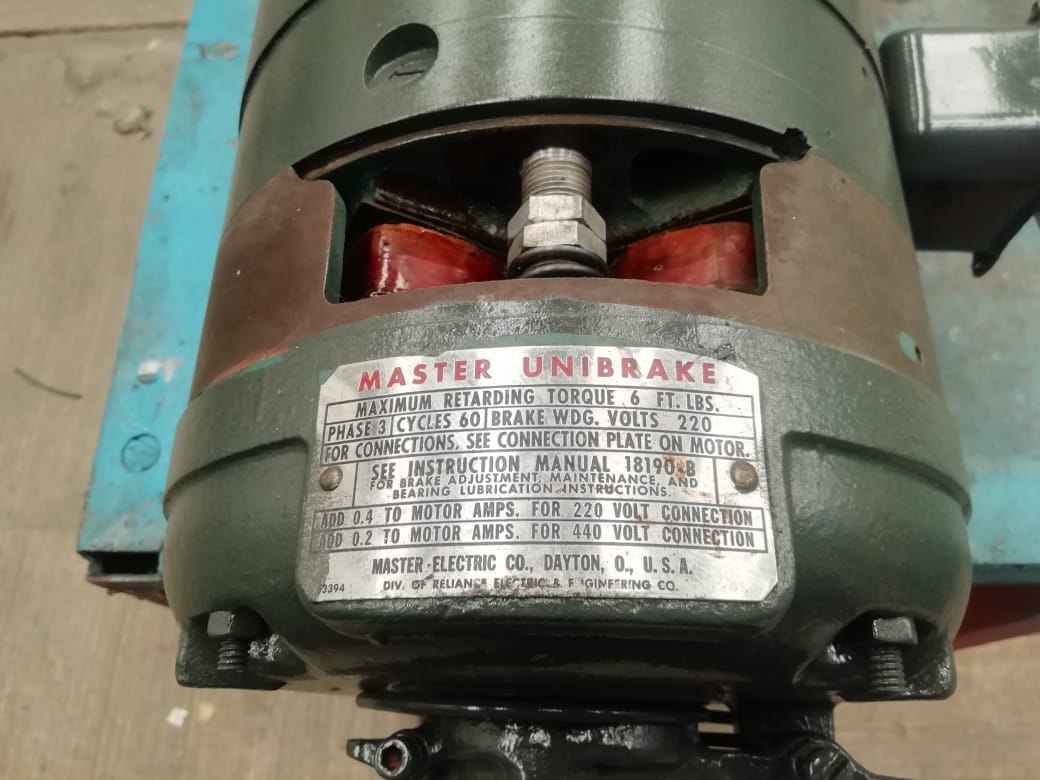 MASTER UNIBRAKE
MAXIMUM RETARDING TORQUE 6 FT. LBS.
PHASE 3 CYCLES 60 BRAKE WDG. VOLTS 220
FOR CONNECTIONS, SEE CONNECTION PLATE ON MOTOR.
SEE INSTRUCTION MANUAL 18190-B
FOR BRAKE ADJUSTMENT, MAINTENANCE, AND
BEARING LUBRICATION INSTRUCTIONS.
ADD 0.4 TO MOTOR AMPS. FOR 220 VOLT CONNECTION
ADD 0.2 TO MOTOR AMPS. FOR 440 VOLT CONNECTION
MASTER ELECTRIC CO., DAYTON, O., U. S. A.
3394 DIV. OF RELIANCE ELECTRIC & ENGINEERING CO.